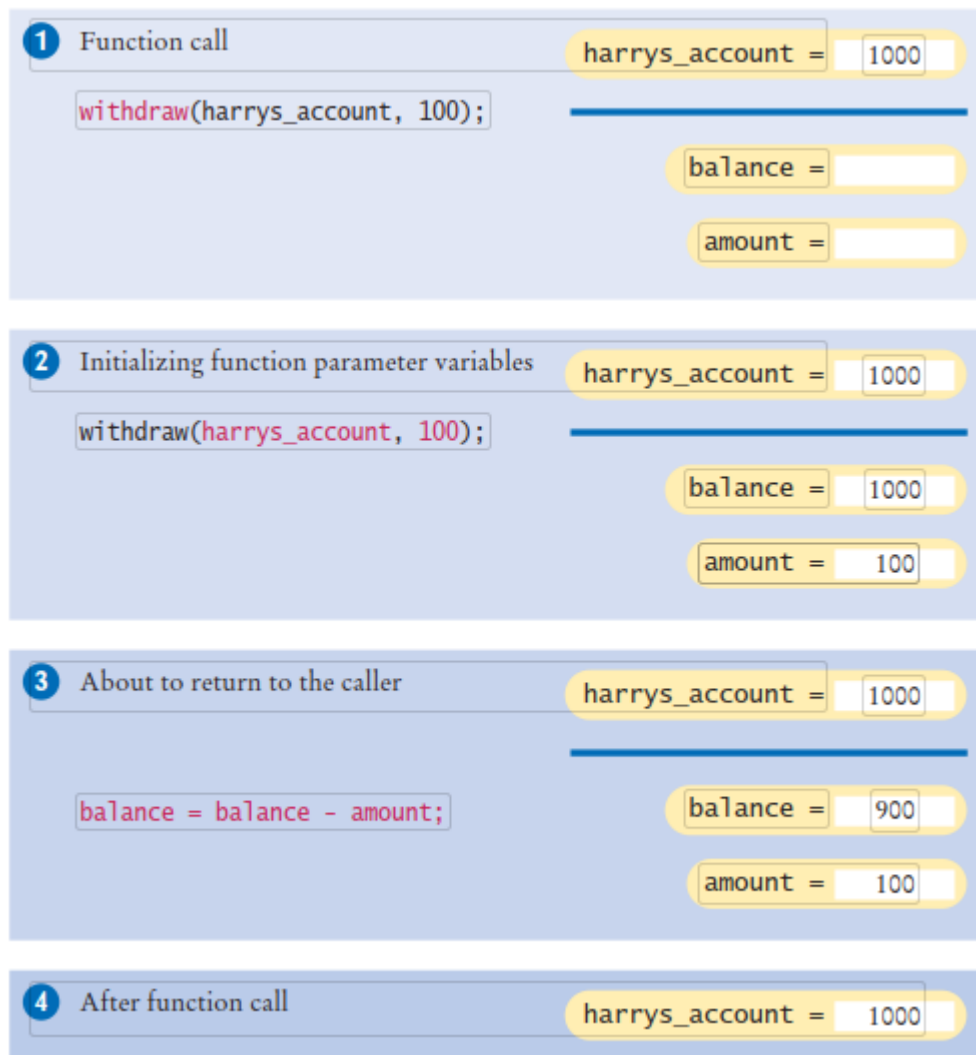 1 Function call
harrys_account = 1000
withdraw(harrys_account, 100);
balance =
amount =
2 Initializing function parameter variables
harrys_account = 1000
withdraw(harrys_account, 100);
balance = 1000
amount = 100
3 About to return to the caller
harrys_account = 1000
balance = balance - amount;
balance = 900
amount = 100
4 After function call
harrys_account = 1000